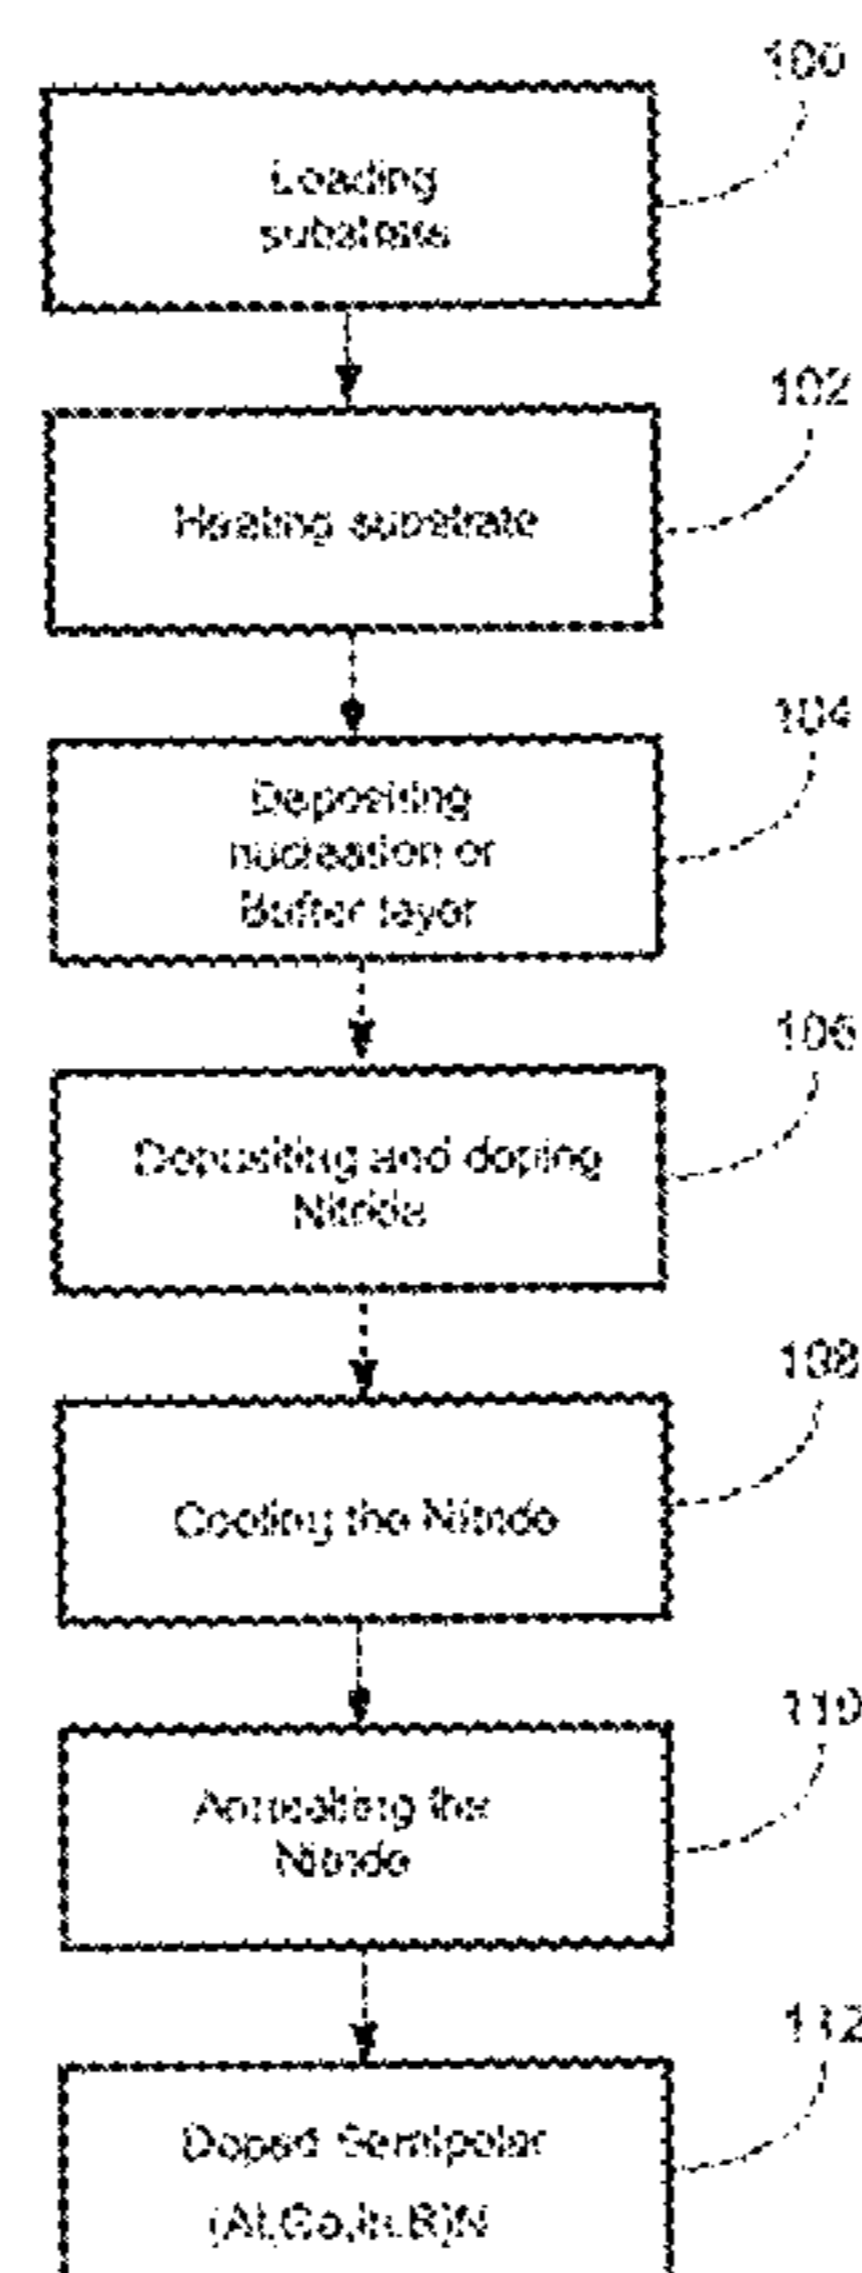 100
Loading
substrate
102
Heating substrate
104
Depositing
nucleation or
Buffer layer
106
Depositing and doping
Nitride
108
Cooling the Nitride
110
Annealing the
Nitride
112
Doped Semipolar
(Al,Ga,In,B)N